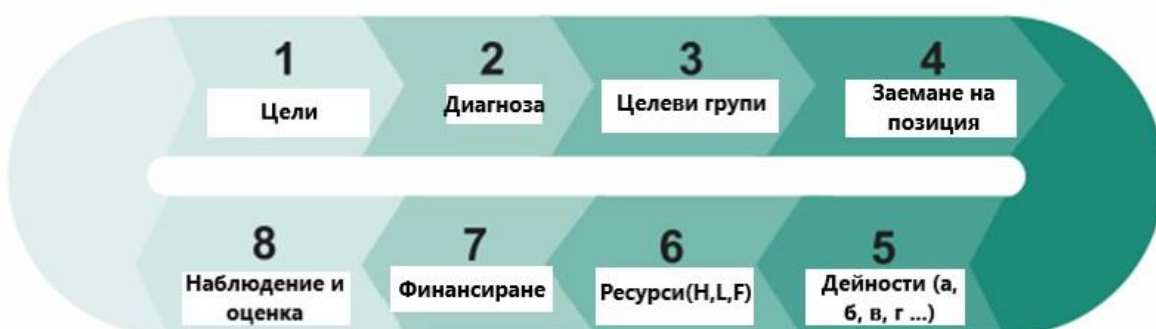 1
Цели
2
Диагноза
3
Целеви групи
4
Заемане на
позиция
5
Дейности (а,
б, в, г ...)
6
Ресурси(H,L,F)
7
Финансиране
8
Наблюдение и
оценка